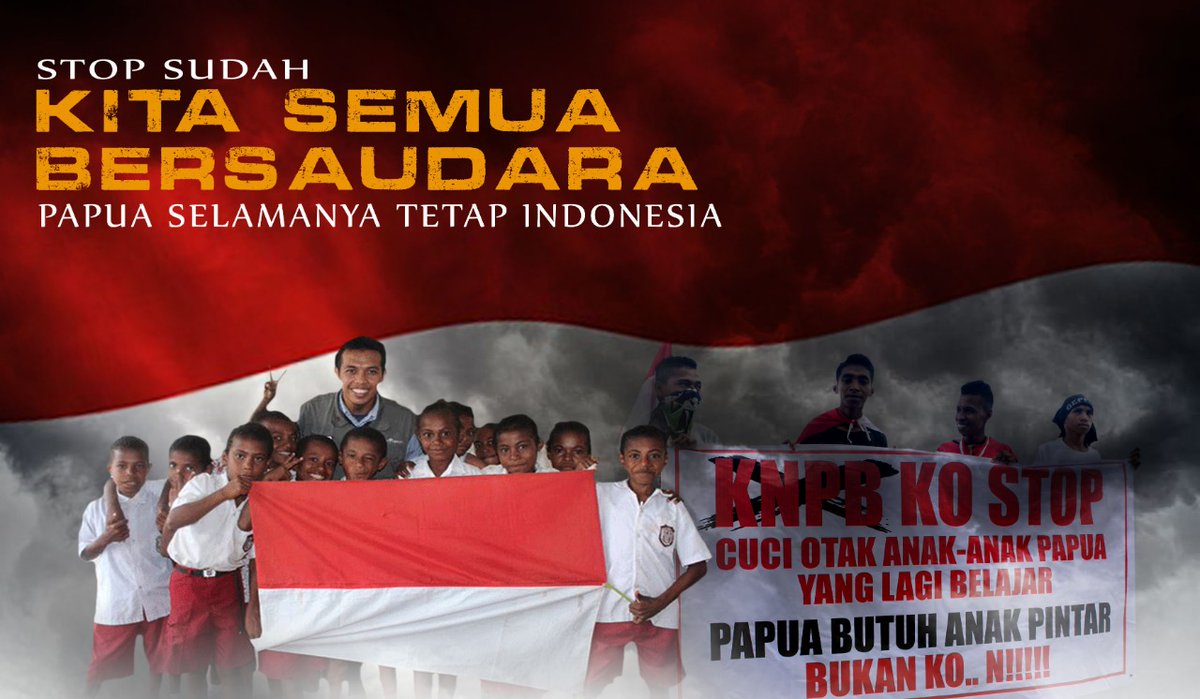 STOP SUDAH
KITA SEMUA
BERSAUDARA
PAPUA SELAMANYA TETAP INDONESIA
KNPB KO STOP
CUCI OTAK ANAK-ANAK PAPUA
YANG LAGI BELAJAR
PAPUA BUTUH ANAK PINTAR
BUKAN KO.. N!!!!!